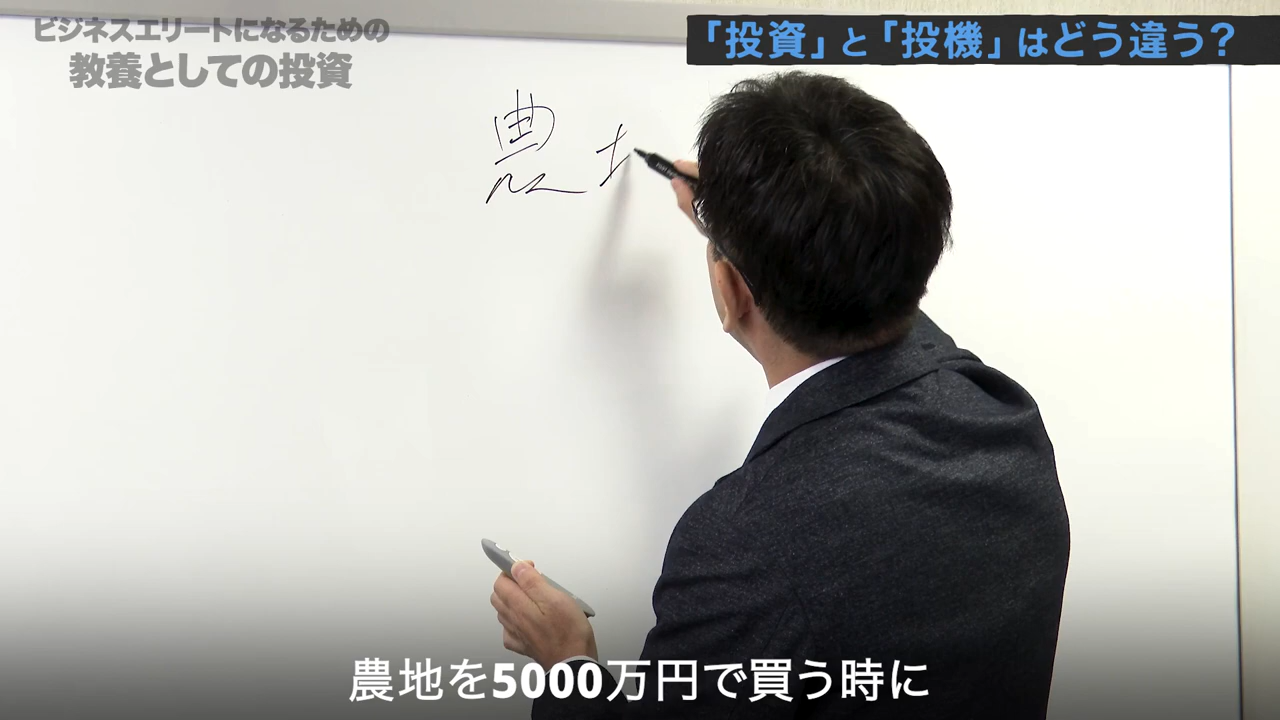 ビジネスエリートになるための
教養としての投資
「投資」と「投機」はどう違う？
農
農地を5000万円で買う時に